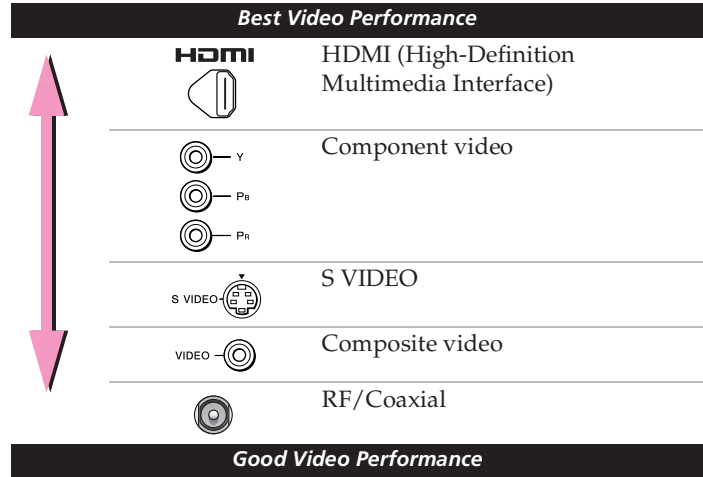 Best Video Performance
HDMI
HDMI (High-Definition
Multimedia Interface)
Component video
Y
PB
PR
S VIDEO
S VIDEO
VIDEO
Composite video
RF/Coaxial
Good Video Performance